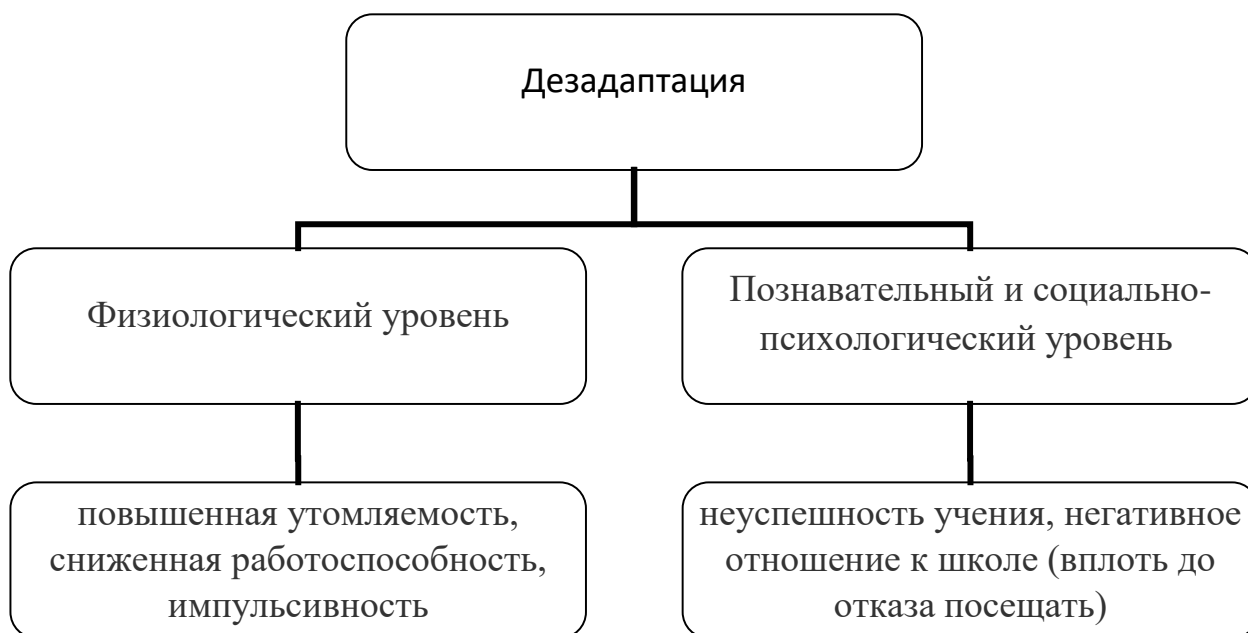 Дезадаптация
Физиологический уровень
Познавательный и социально-
психологический уровень
повышенная утомляемость,
сниженная работоспособность,
импульсивность
неуспешность учения, негативное
отношение к школе (вплоть до
отказа посещать)